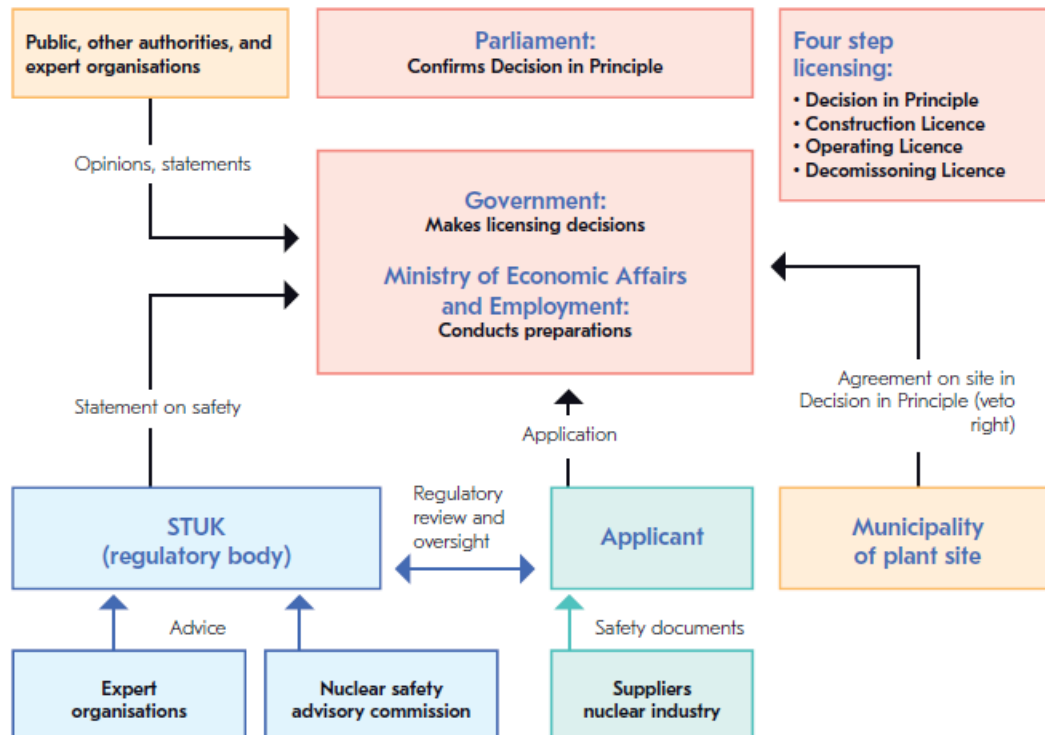 Public, other authorities, and
expert organisations
Parliament:
Confirms Decision in Principle
Four step
licensing:
• Decision in Principle
• Construction Licence
• Operating Licence
• Decomissoning Licence
Opinions, statements
Government:
Makes licensing decisions
Ministry of Economic Affairs
and Employment:
Conducts preparations
Statement on safety
Application
Agreement on site in
Decision in Principle (veto
right)
STUK
(regulatory body)
Regulatory
review and
oversight
Applicant
Municipality
of plant site
Advice
Safety documents
Expert
organisations
Nuclear safety
advisory commission
Suppliers
nuclear industry